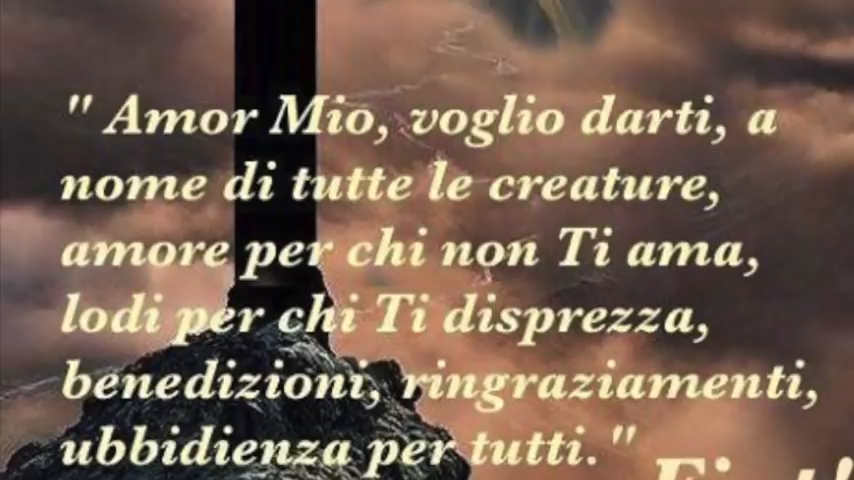 " Amor Mio, voglio darti, a
nome di tutte le creature,
amore per chi non Ti ama,
lodi per chi Ti disprezza,
benedizioni, ringraziamenti,
ubbidienza per tutti."